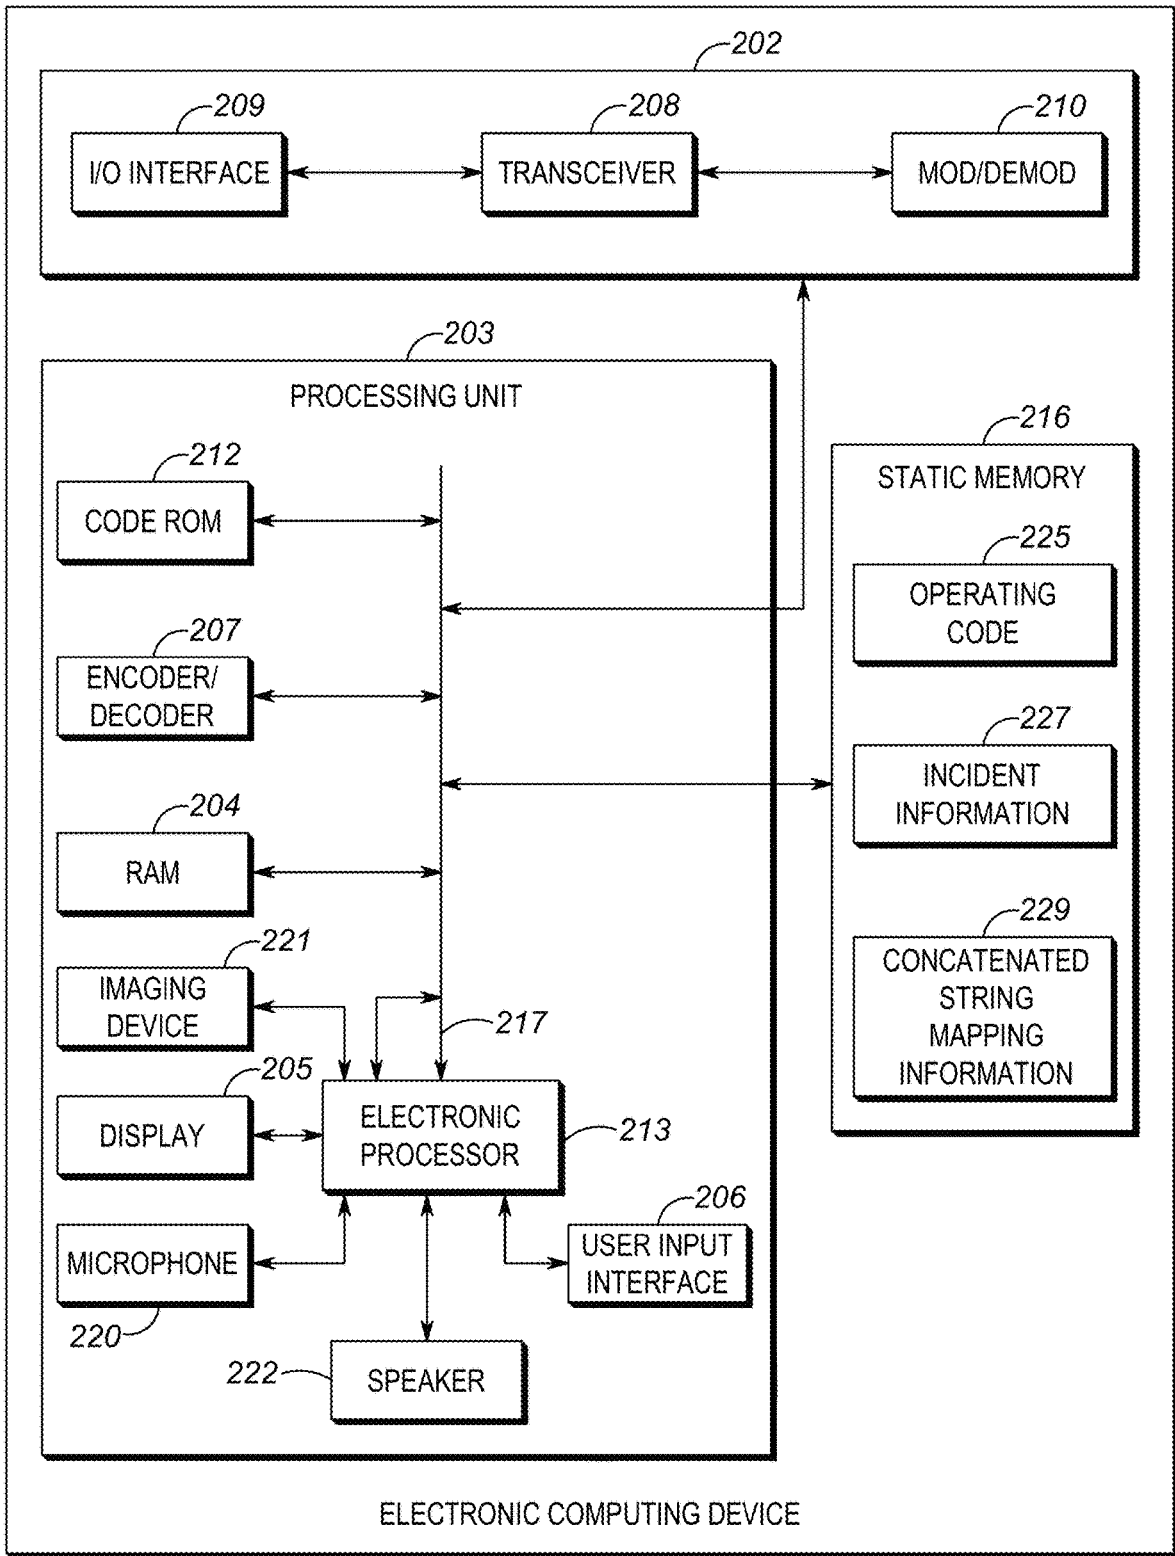 202
209
208
210
I/O INTERFACE
TRANSCEIVER
MOD/DEMOD
203
PROCESSING UNIT
212
CODE ROM
207
ENCODER/
DECODER
204
RAM
221
IMAGING
DEVICE
217
205
DISPLAY
ELECTRONIC
PROCESSOR
213
206
USER INPUT
INTERFACE
MICROPHONE
220
222
SPEAKER
216
STATIC MEMORY
225
OPERATING
CODE
227
INCIDENT
INFORMATION
229
CONCATENATED
STRING
MAPPING
INFORMATION
ELECTRONIC COMPUTING DEVICE